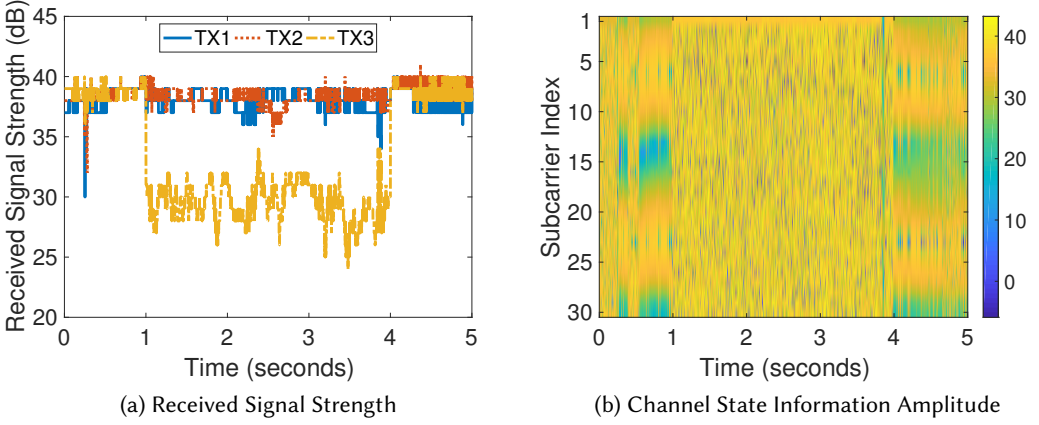 45
40
35
30
25
20
Received Signal Strength (dB)
TX1 TX2 TX3
0 1 2 3 4 5
Time (seconds)
(a) Received Signal Strength
1
5
10
15
20
25
30
Subcarrier Index
0 1 2 3 4 5
Time (seconds)
40
30
20
10
0
(b) Channel State Information Amplitude